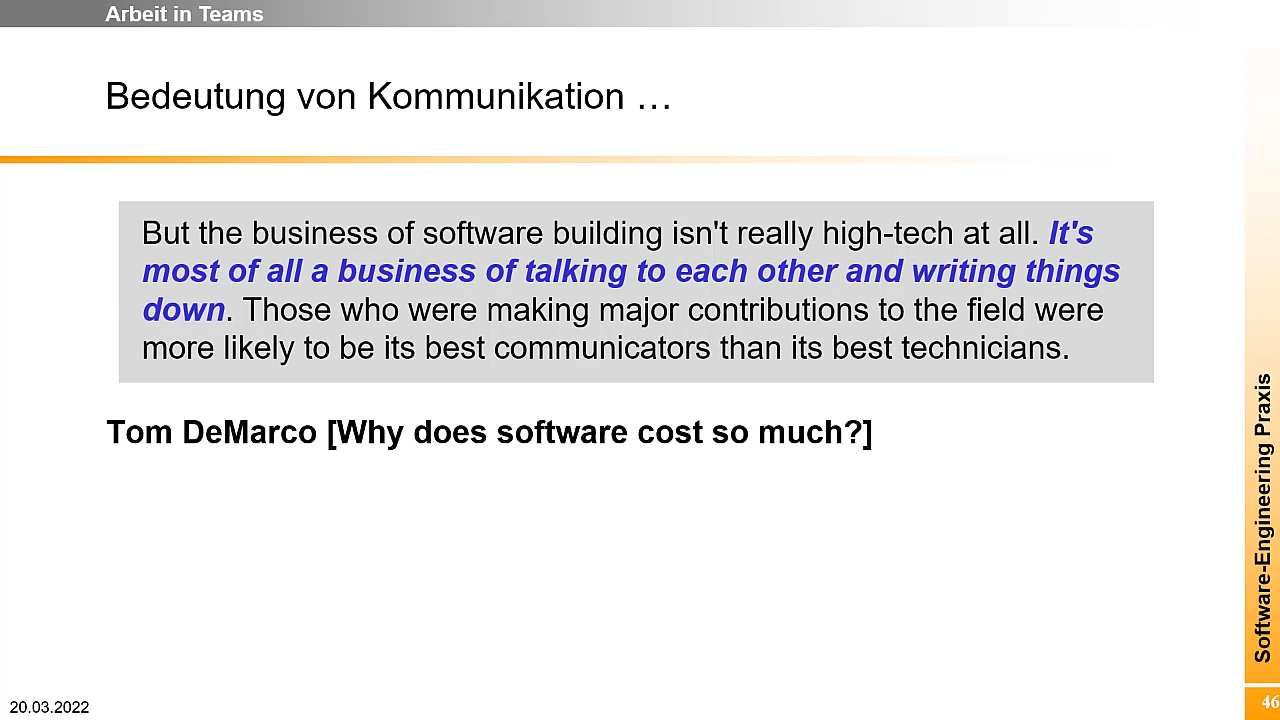 Arbeit in Teams
Bedeutung von Kommunikation …
But the business of software building isn't really high-tech at all. It's
most of all a business of talking to each other and writing things
down. Those who were making major contributions to the field were
more likely to be its best communicators than its best technicians.
Tom DeMarco [Why does software cost so much?]
Software-Engineering Praxis
20.03.2022
46